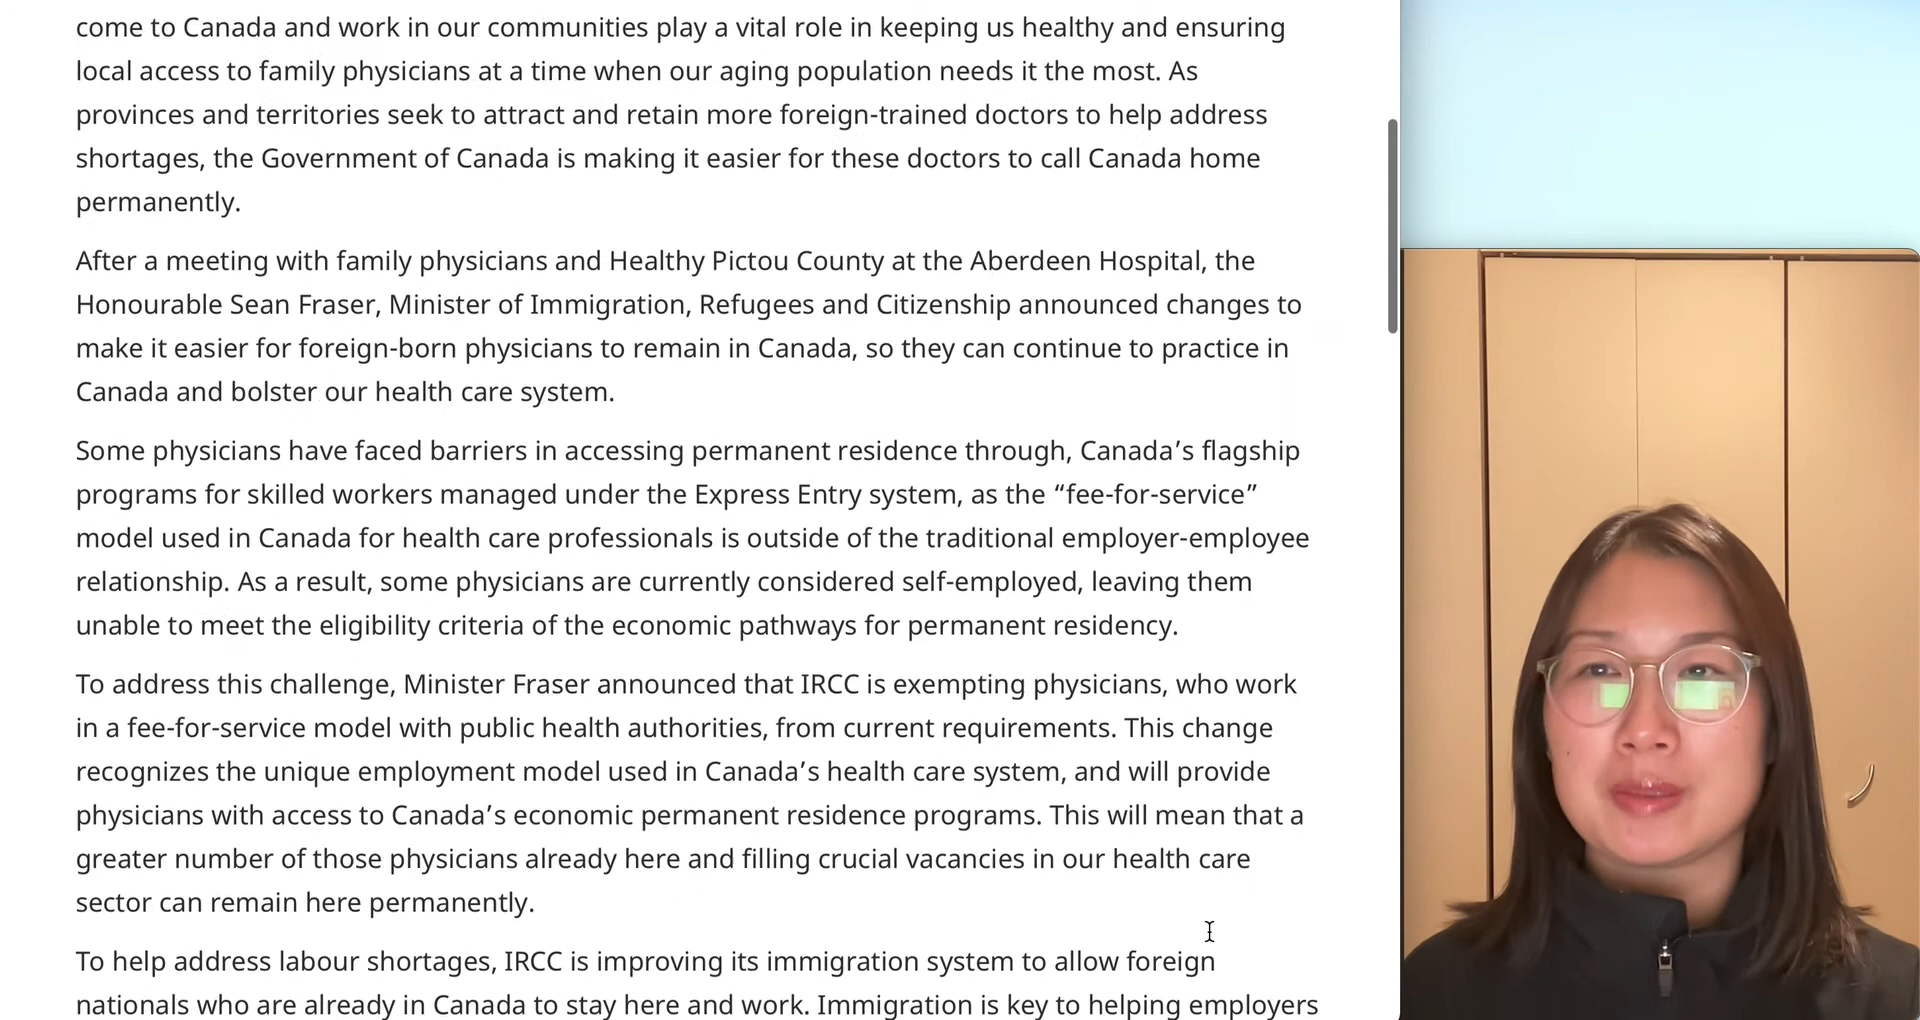 come to Canada and work in our communities play a vital role in keeping us healthy and ensuring
local access to family physicians at a time when our aging population needs it the most. As
provinces and territories seek to attract and retain more foreign-trained doctors to help address
shortages, the Government of Canada is making it easier for these doctors to call Canada home
permanently.
After a meeting with family physicians and Healthy Pictou County at the Aberdeen Hospital, the
Honourable Sean Fraser, Minister of Immigration, Refugees and Citizenship announced changes to
make it easier for foreign-born physicians to remain in Canada, so they can continue to practice in
Canada and bolster our health care system.
Some physicians have faced barriers in accessing permanent residence through, Canada’s flagship
programs for skilled workers managed under the Express Entry system, as the “fee-for-service”
model used in Canada for health care professionals is outside of the traditional employer-employee
relationship. As a result, some physicians are currently considered self-employed, leaving them
unable to meet the eligibility criteria of the economic pathways for permanent residency.
To address this challenge, Minister Fraser announced that IRCC is exempting physicians, who work
in a fee-for-service model with public health authorities, from current requirements. This change
recognizes the unique employment model used in Canada’s health care system, and will provide
physicians with access to Canada’s economic permanent residence programs. This will mean that a
greater number of those physicians already here and filling crucial vacancies in our health care
sector can remain here permanently.
To help address labour shortages, IRCC is improving its immigration system to allow foreign
nationals who are already in Canada to stay here and work. Immigration is key to helping employers